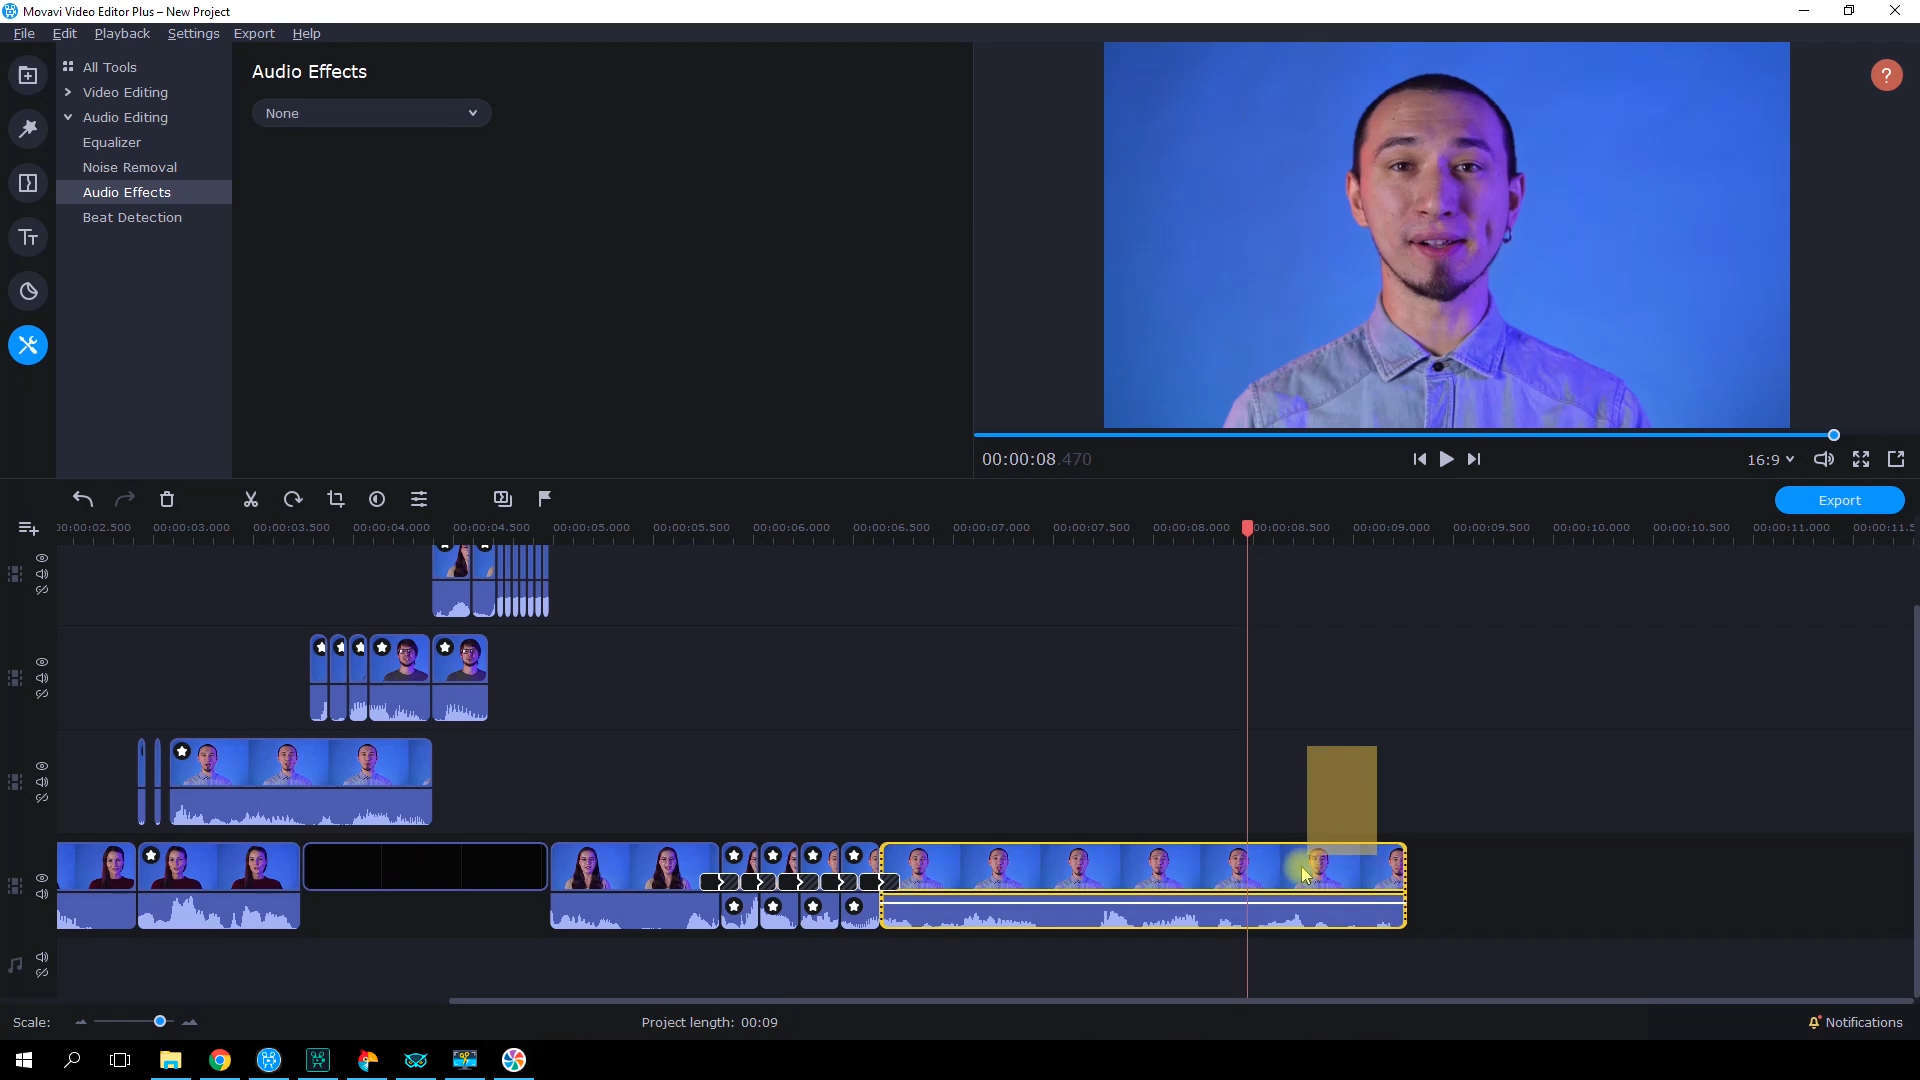 Movavi Video Editor Plus – New Project
File Edit Playback Settings Export Help
All Tools
Video Editing
Audio Editing
Equalizer
Noise Removal
Audio Effects
Beat Detection
Audio Effects
None
?
00:00:08.470
16:9
Export
00:00:02.500 00:00:03.000 00:00:03.500 00:00:04.000 00:00:04.500 00:00:05.000 00:00:05.500 00:00:06.000 00:00:06.500 00:00:07.000 00:00:07.500 00:00:08.000 00:00:08.500 00:00:09.000 00:00:09.500 00:00:10.000 00:00:10.500 00:00:11.000 00:00:11.5
Scale:
Project length: 00:09
Notifications